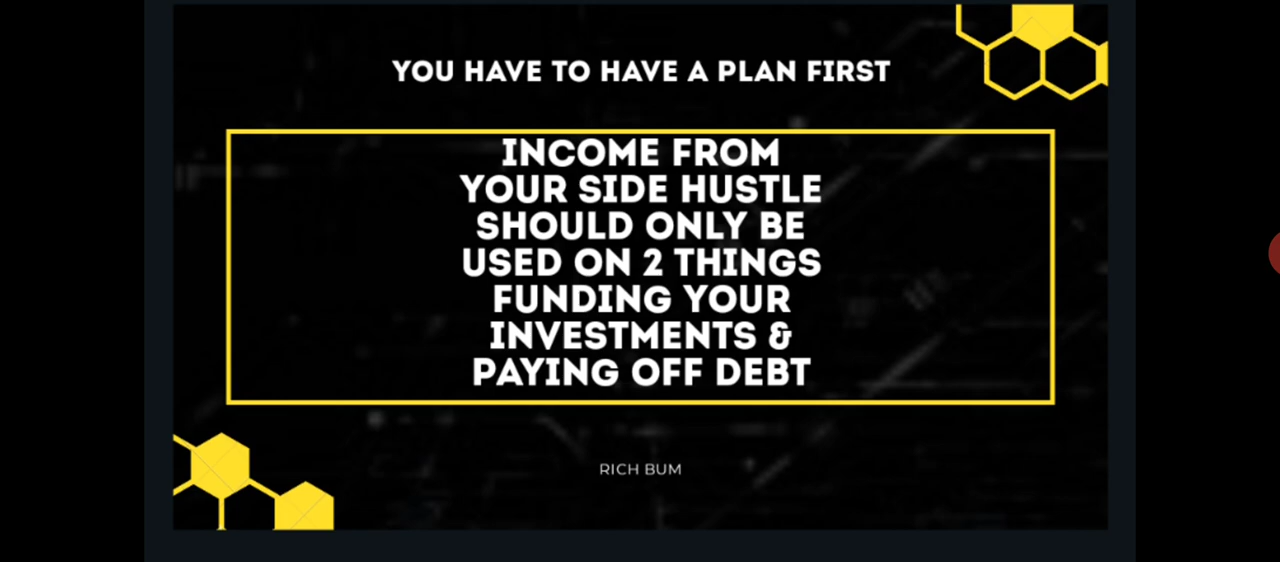 YOU HAVE TO HAVE A PLAN FIRST
INCOME FROM
YOUR SIDE HUSTLE
SHOULD ONLY BE
USED ON 2 THINGS
FUNDING YOUR
INVESTMENTS &
PAYING OFF DEBT
RICH BUM